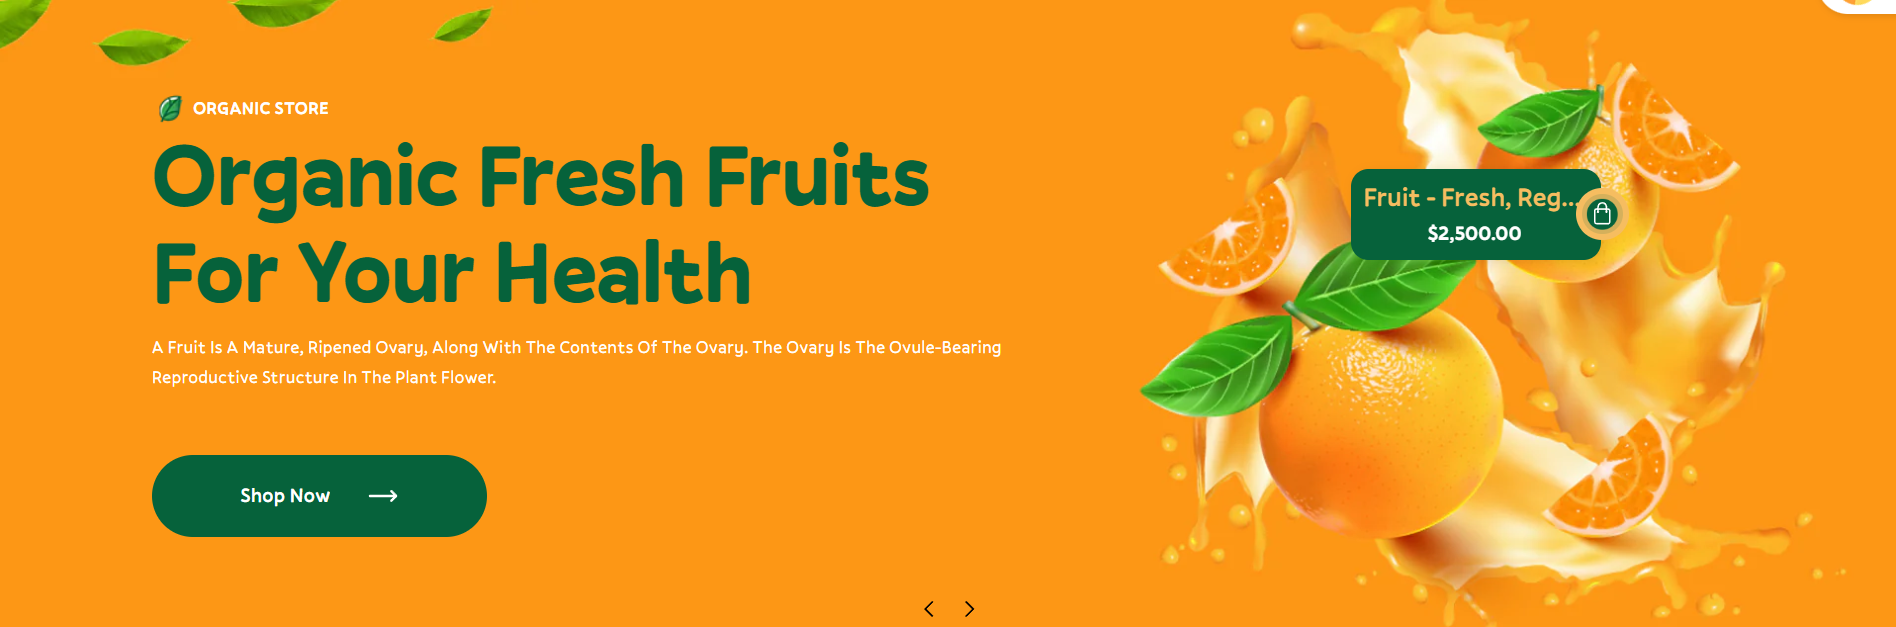 ORGANIC STORE
Organic Fresh Fruits
For Your Health
A Fruit Is A Mature, Ripened Ovary, Along With The Contents Of The Ovary. The Ovary Is The Ovule-Bearing
Reproductive Structure In The Plant Flower.
Shop Now
Fruit - Fresh, Reg...
$2,500.00